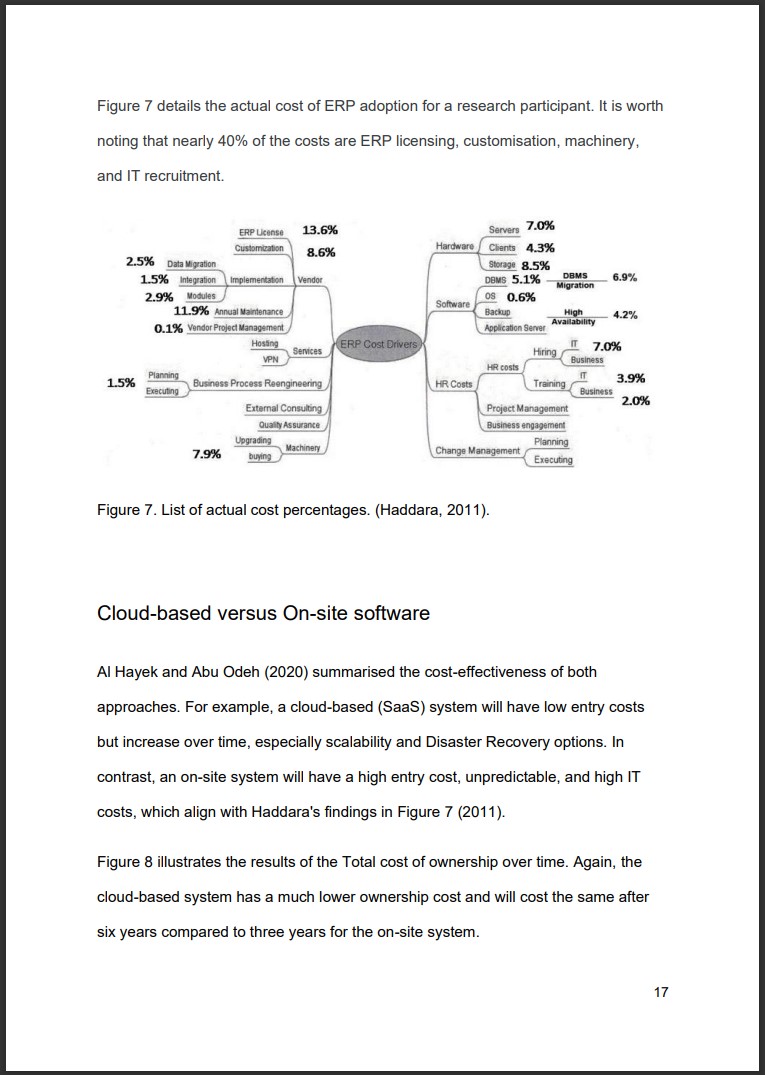 Figure 7 details the actual cost of ERP adoption for a research participant. It is worth
noting that nearly 40% of the costs are ERP licensing, customisation, machinery,
and IT recruitment.
ERP License 13.6%
Customization 8.6%
2.5% Data Migration
1.5% Integration Implementation Vendor
2.9% Modules
11.9% Annual Maintenance
0.1% Vendor Project Management
Hosting
Services
VPN
Planning
1.5% Business Process Reengineering
Executing
External Consulting
Quality Assurance
Upgrading
7.9% Machinery
buying
ERP Cost Drivers
Servers 7.0%
Hardware Clients 4.3%
Storage 8.5%
DBMS 5.1% DBMS Migration 6.9%
OS 0.6%
Software
Backup High Availability 4.2%
Application Server
IT 7.0%
Hiring
Business
HR costs
IT 3.9%
HR Costs Training
Business 2.0%
Project Management
Business engagement
Planning
Change Management
Executing
Figure 7. List of actual cost percentages. (Haddara, 2011).
Cloud-based versus On-site software
Al Hayek and Abu Odeh (2020) summarised the cost-effectiveness of both
approaches. For example, a cloud-based (SaaS) system will have low entry costs
but increase over time, especially scalability and Disaster Recovery options. In
contrast, an on-site system will have a high entry cost, unpredictable, and high IT
costs, which align with Haddara's findings in Figure 7 (2011).
Figure 8 illustrates the results of the Total cost of ownership over time. Again, the
cloud-based system has a much lower ownership cost and will cost the same after
six years compared to three years for the on-site system.
17